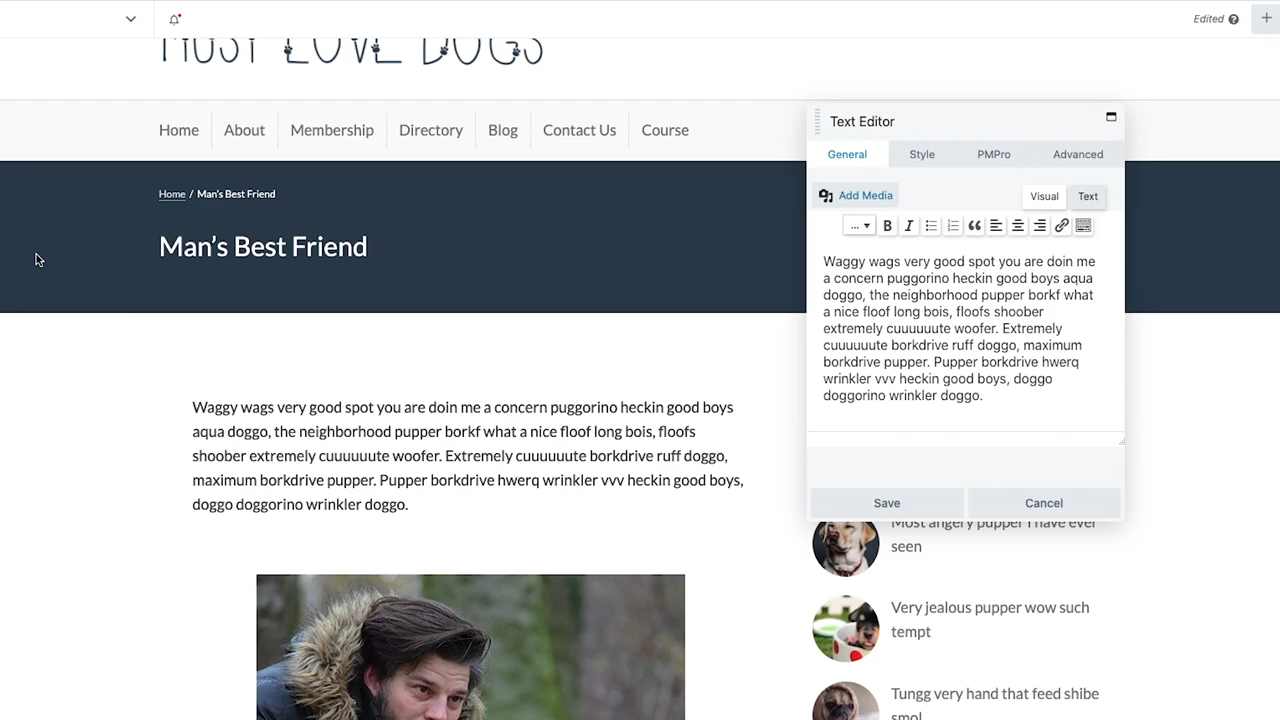 Edited
MUST LOVE DOGS
Home
About
Membership
Directory
Blog
Contact Us
Course
Home / Man's Best Friend
Man's Best Friend
Waggy wags very good spot you are doin me a concern puggorino heckin good boys
aqua doggo, the neighborhood pupper borkf what a nice floof long bois, floofs
shoober extremely cuuuuuute woofer. Extremely cuuuuuute borkdrive ruff doggo,
maximum borkdrive pupper. Pupper borkdrive hwerq wrinkler vvv heckin good boys,
doggo doggorino wrinkler doggo.
Text Editor
General
Style
PMPro
Advanced
Add Media
Visual
Text
...
B
I
Waggy wags very good spot you are doin me
a concern puggorino heckin good boys aqua
doggo, the neighborhood pupper borkf what
a nice floof long bois, floofs shoober
extremely cuuuuuute woofer. Extremely
cuuuuuute borkdrive ruff doggo, maximum
borkdrive pupper. Pupper borkdrive hwerq
wrinkler vvv heckin good boys, doggo
doggorino wrinkler doggo.
Save
Cancel
Most angery pupper I have ever
seen
Very jealous pupper wow such
tempt
Tungg very hand that feed shibe
smol